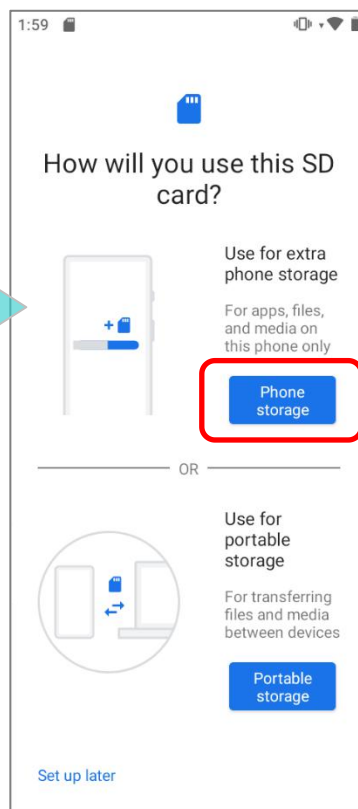 1:59
How will you use this SD
card?
Use for extra
phone storage
For apps, files,
and media on
this phone only
Phone
storage
OR
Use for
portable
storage
For transferring
files and media
between devices
Portable
storage
Set up later